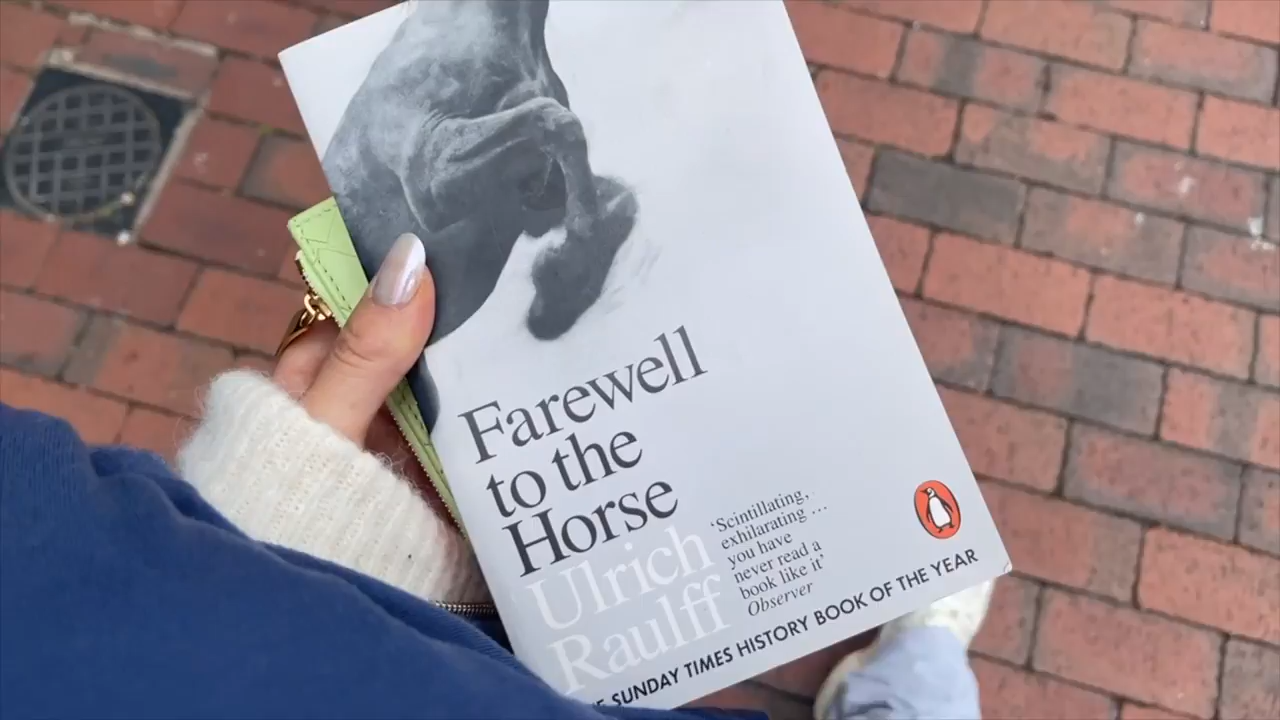 Farewell
to the
Horse
Ulrich
Raulff
'Scintillating,
exhilarating ...
you have
never read a
book like it'
Observer
SUNDAY TIMES HISTORY BOOK OF THE YEAR